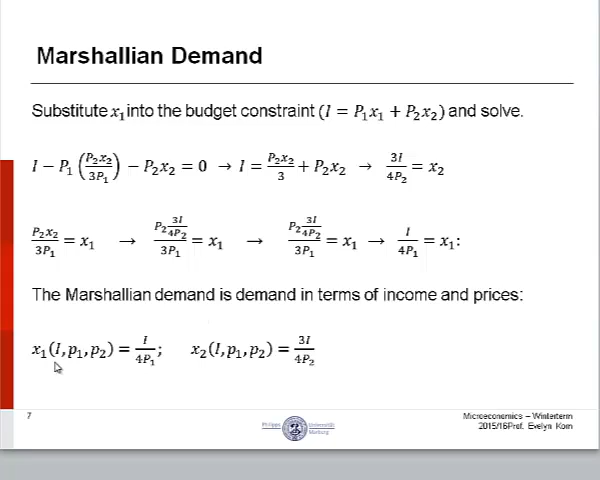 Marshallian Demand
Substitute x₁ into the budget constraint (I = P₁x₁ + P₂x₂) and solve.
I − P₁ (P₂x₂/3P₁) − P₂x₂ = 0 → I = P₂x₂/3 + P₂x₂ → 3I/4P₂ = x₂
P₂x₂/3P₁ = x₁ → P₂ 3I/4P₂ / 3P₁ = x₁ → P₂ 3I/4P₂ / 3P₁ = x₁ → I/4P₁ = x₁:
The Marshallian demand is demand in terms of income and prices:
x₁(I, p₁, p₂) = I/4P₁; x₂(I, p₁, p₂) = 3I/4P₂
7
Philipps Universität
Marburg
Microeconomics – Winterterm
2015/16Prof. Evelyn Korn